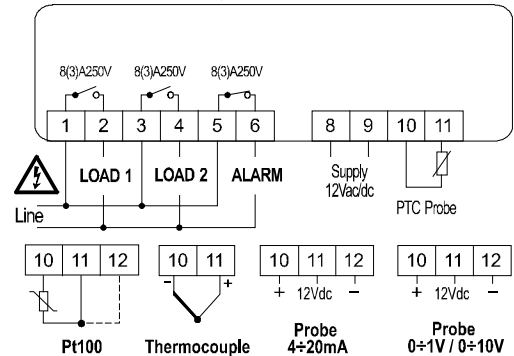 8(3)A250V 8(3)A250V 8(3)A250V
1 2 3 4 5 6 8 9 10 11
LOAD 1 LOAD 2 ALARM Supply
12Vac/dc
PTC Probe
Line
10 11 12 10 11 10 11 12 10 11 12
- + + 12Vdc - + 12Vdc -
Pt100 Thermocouple Probe
4÷20mA Probe
0÷1V / 0÷10V